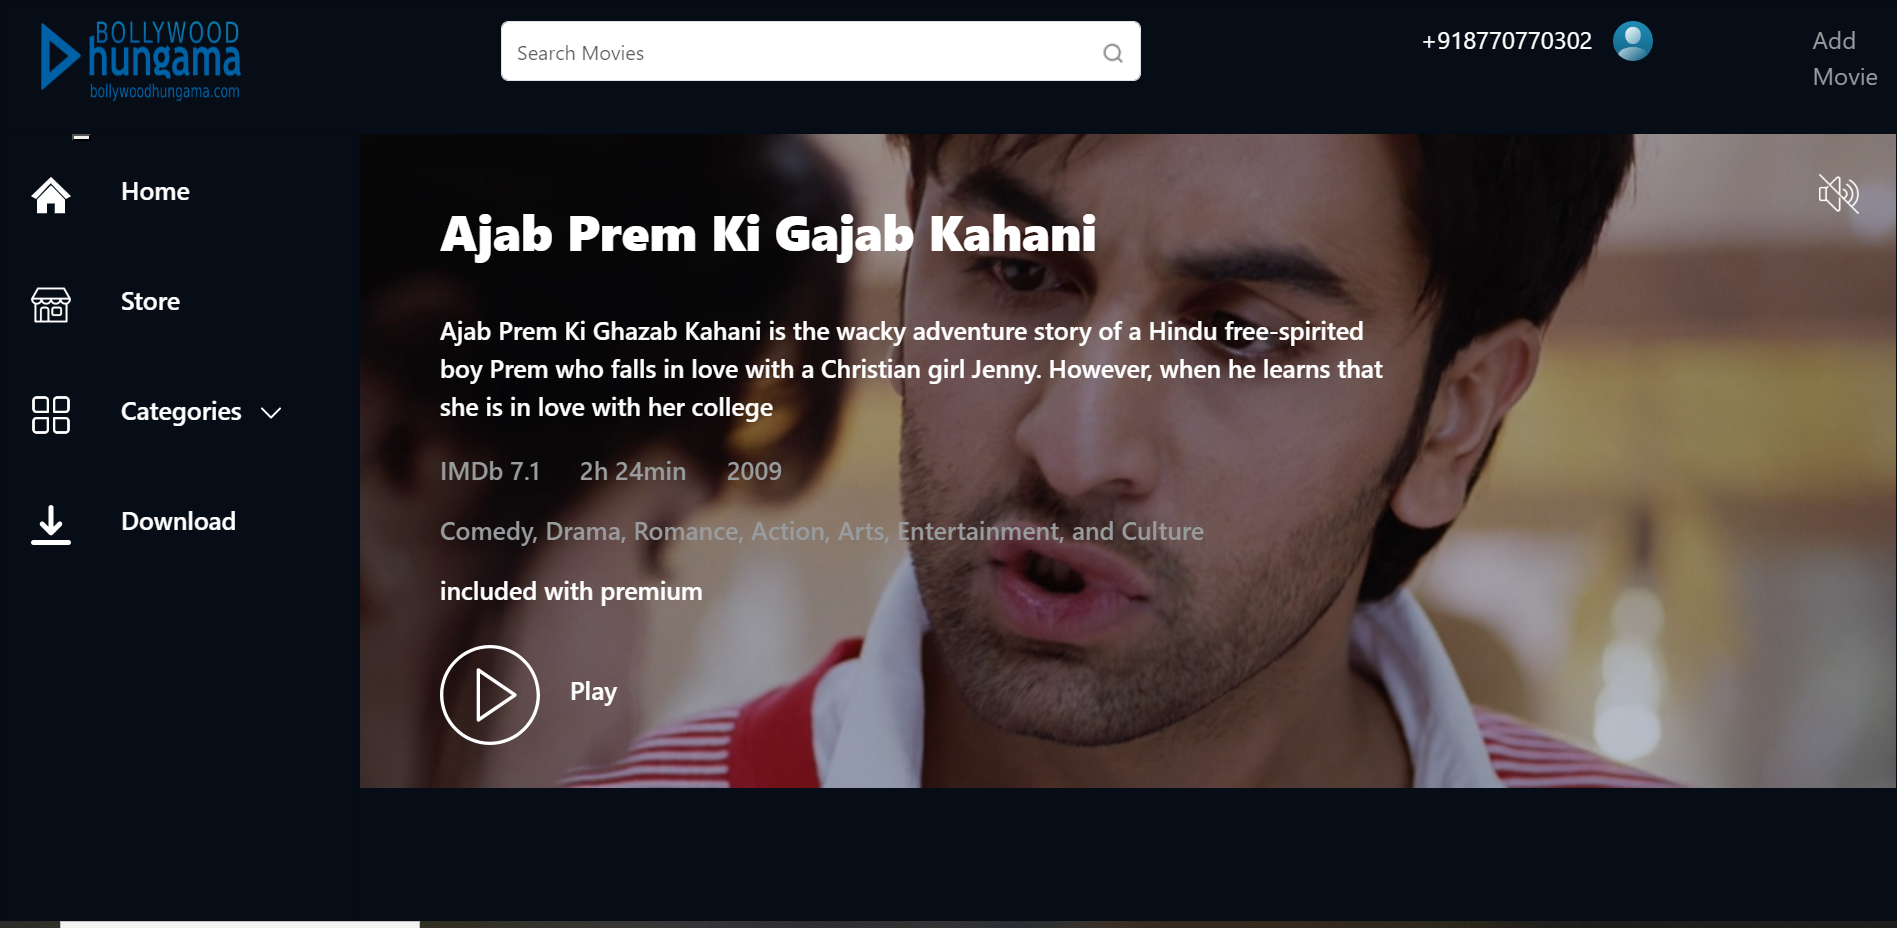 BOLLYWOOD
hungama
bollywoodhungama.com
Search Movies
+918770770302
Add
Movie
Home
Store
Categories
Download
Ajab Prem Ki Gajab Kahani
Ajab Prem Ki Ghazab Kahani is the wacky adventure story of a Hindu free-spirited
boy Prem who falls in love with a Christian girl Jenny. However, when he learns that
she is in love with her college
IMDb 7.1 2h 24min 2009
Comedy, Drama, Romance, Action, Arts, Entertainment, and Culture
included with premium
Play